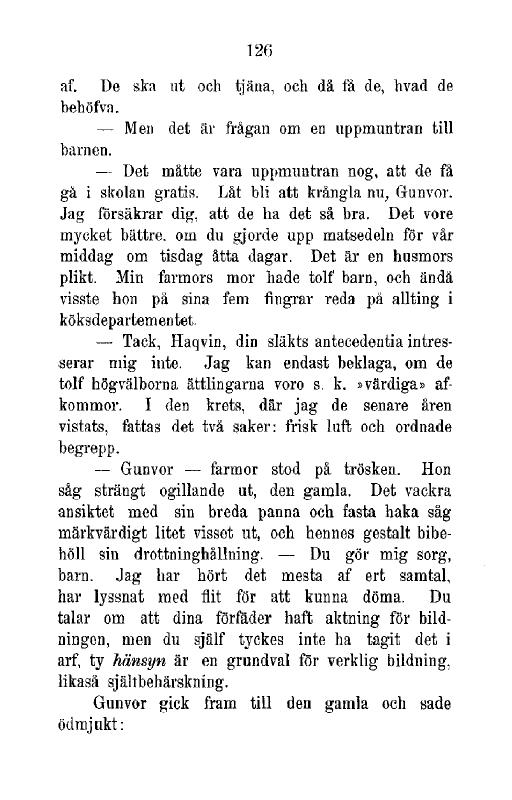 126
af. De ska ut och tjäna, och då få de, hvad de
behöfva.
— Men det är frågan om en uppmuntran till
barnen.
— Det måtte vara uppmuntran nog, att de få
gå i skolan gratis. Låt bli att krångla nu, Gunvor.
Jag försäkrar dig, att de ha det så bra. Det vore
mycket bättre, om du gjorde upp matsedeln för vår
middag om tisdag åtta dagar. Det är en husmors
plikt. Min farmors mor hade tolf barn, och ändå
visste hon på sina fem fingrar reda på allting i
köksdepartementet.
— Tack, Haqvin, din släkts antecedentia intres-
serar mig inte. Jag kan endast beklaga, om de
tolf högvälborna ättlingarna voro s. k. »värdiga» af-
kommor. I den krets, där jag de senare åren
vistats, fattas det två saker: frisk luft och ordnade
begrepp.
— Gunvor — farmor stod på trösken. Hon
såg strängt ogillande ut, den gamla. Det vackra
ansiktet med sin breda panna och fasta haka såg
märkvärdigt litet visset ut, och hennes gestalt bibe-
höll sin drottninghållning. — Du gör mig sorg,
barn. Jag har hört det mesta af ert samtal,
har lyssnat med flit för att kunna döma. Du
talar om att dina förfäder haft aktning för bild-
ningen, men du själf tyckes inte ha tagit det i
arf, ty hänsyn är en grundval för verklig bildning,
likaså själfbehärskning.
Gunvor gick fram till den gamla och sade
ödmjukt: